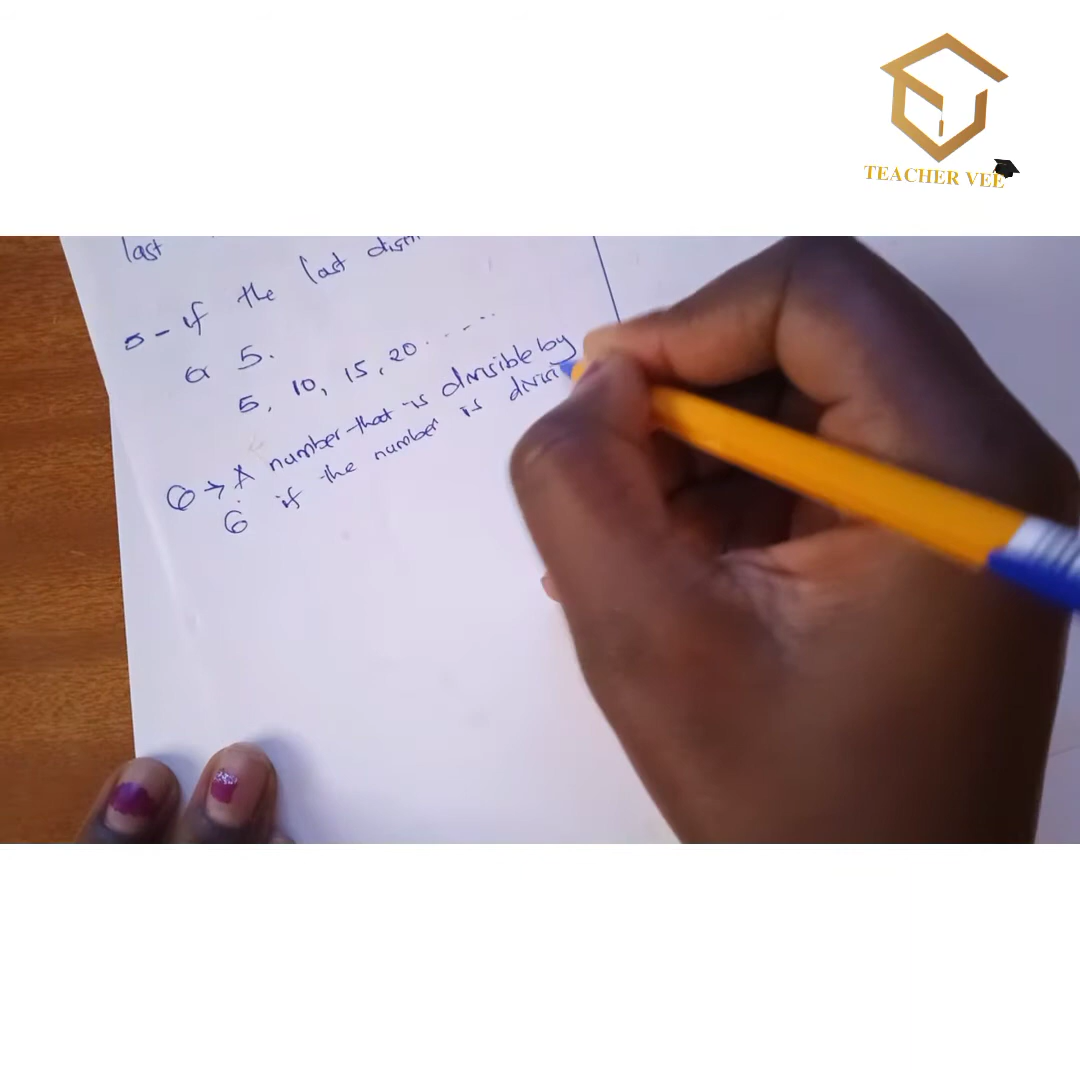 TEACHER VEE
last
5 - if the last
or 5.
5, 10, 15, 20 . . - - . .
6 → A number that is divisible by
6 if the number is divisi